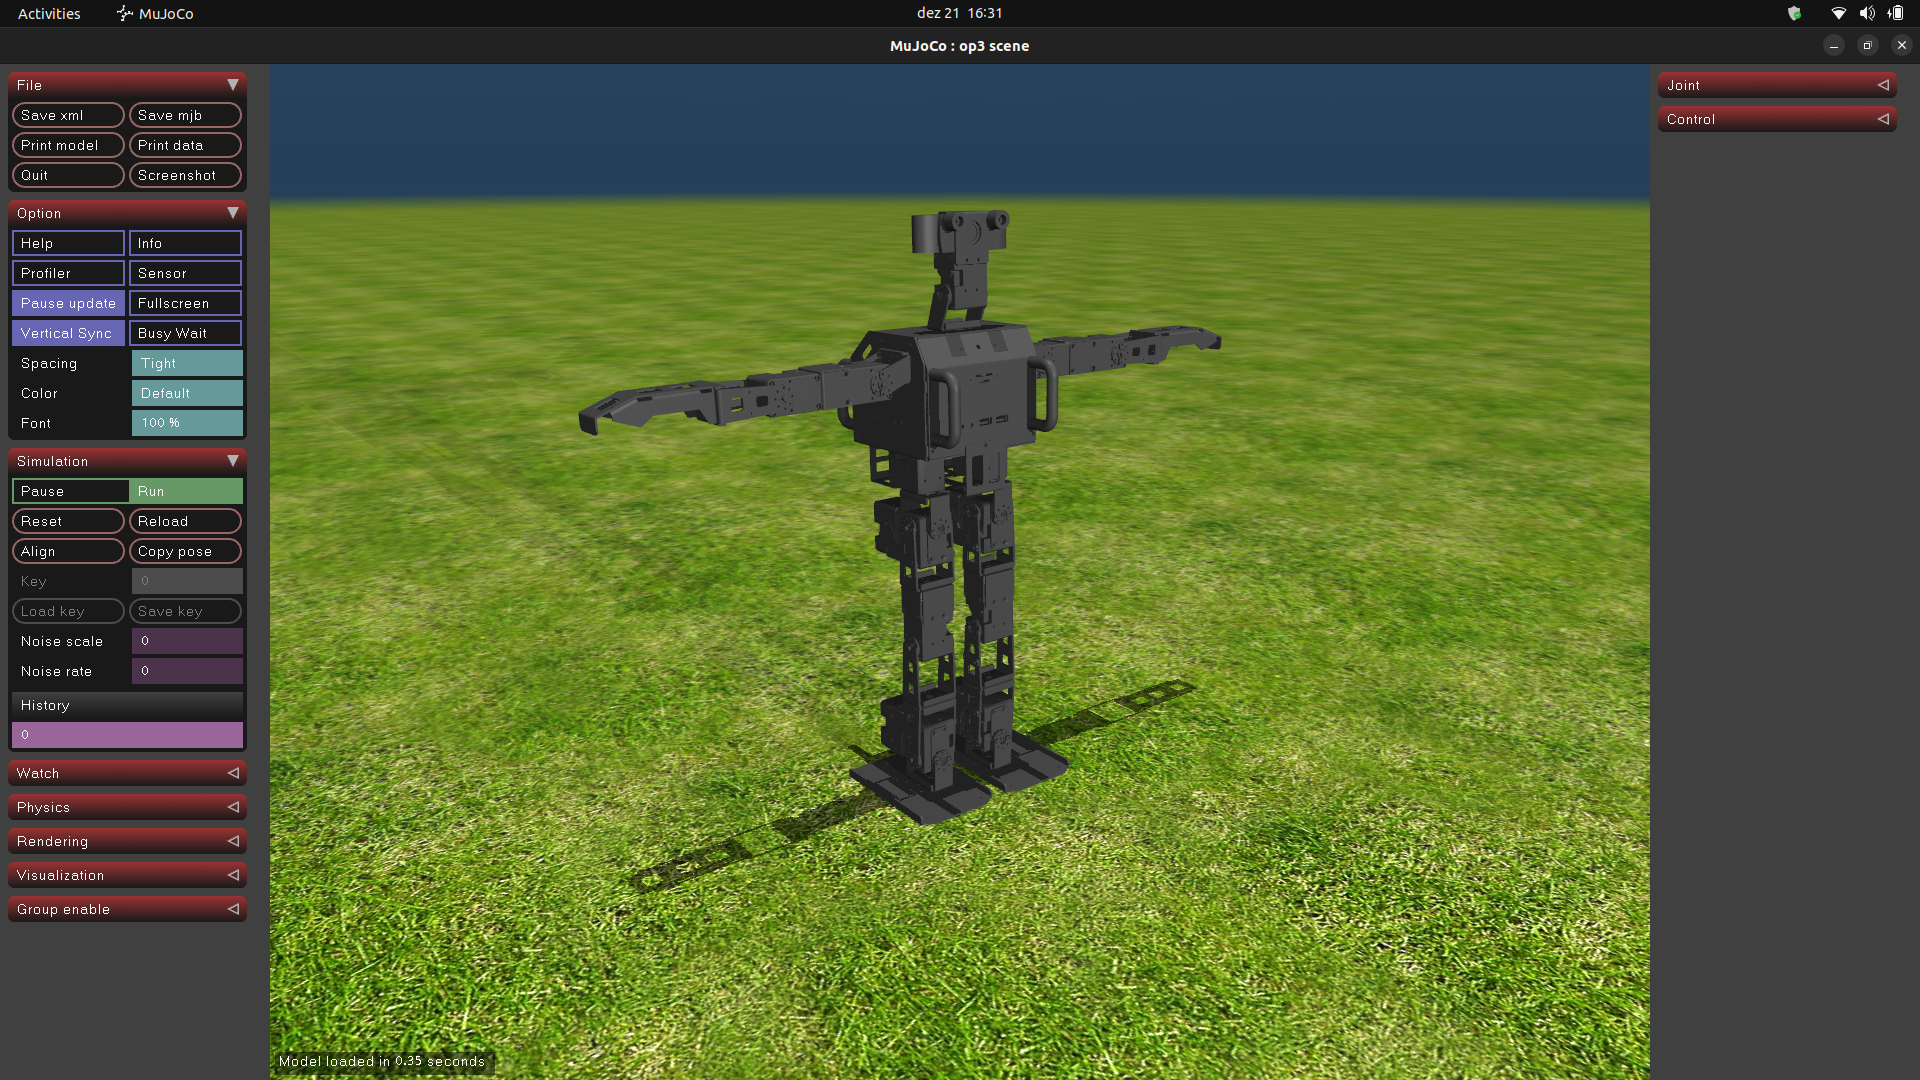 Activities MuJoCo dez 21 16:31
MuJoCo : op3 scene
File
Save xml Save mjb
Print model Print data
Quit Screenshot
Option
Help Info
Profiler Sensor
Pause update Fullscreen
Vertical Sync Busy Wait
Spacing Tight
Color Default
Font 100 %
Simulation
Pause Run
Reset Reload
Align Copy pose
Key 0
Load key Save key
Noise scale 0
Noise rate 0
History
0
Watch
Physics
Rendering
Visualization
Group enable
Model loaded in 0.35 seconds
Joint
Control